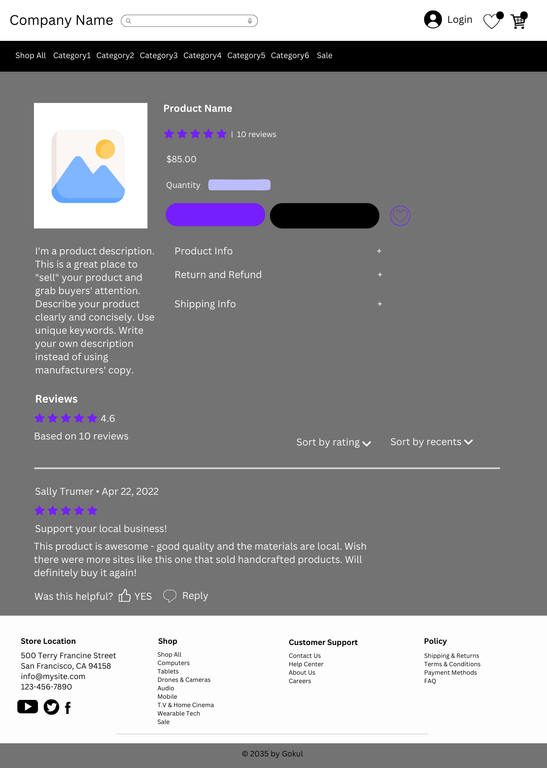 Company Name
Login
Shop All Category1 Category2 Category3 Category4 Category5 Category6 Sale
Product Name
| 10 reviews
$85.00
Quantity
I'm a product description.
This is a great place to
"sell" your product and
grab buyers' attention.
Describe your product
clearly and concisely. Use
unique keywords. Write
your own description
instead of using
manufacturers' copy.
Product Info +
Return and Refund +
Shipping Info +
Reviews
4.6
Based on 10 reviews
Sort by rating
Sort by recents
Sally Trumer • Apr 22, 2022
Support your local business!
This product is awesome - good quality and the materials are local. Wish
there were more sites like this one that sold handcrafted products. Will
definitely buy it again!
Was this helpful? YES Reply
Store Location
500 Terry Francine Street
San Francisco, CA 94158
info@mysite.com
123-456-7890
Shop
Shop All
Computers
Tablets
Drones & Cameras
Audio
Mobile
T.V & Home Cinema
Wearable Tech
Sale
Customer Support
Contact Us
Help Center
About Us
Careers
Policy
Shipping & Returns
Terms & Conditions
Payment Methods
FAQ
© 2035 by Gokul